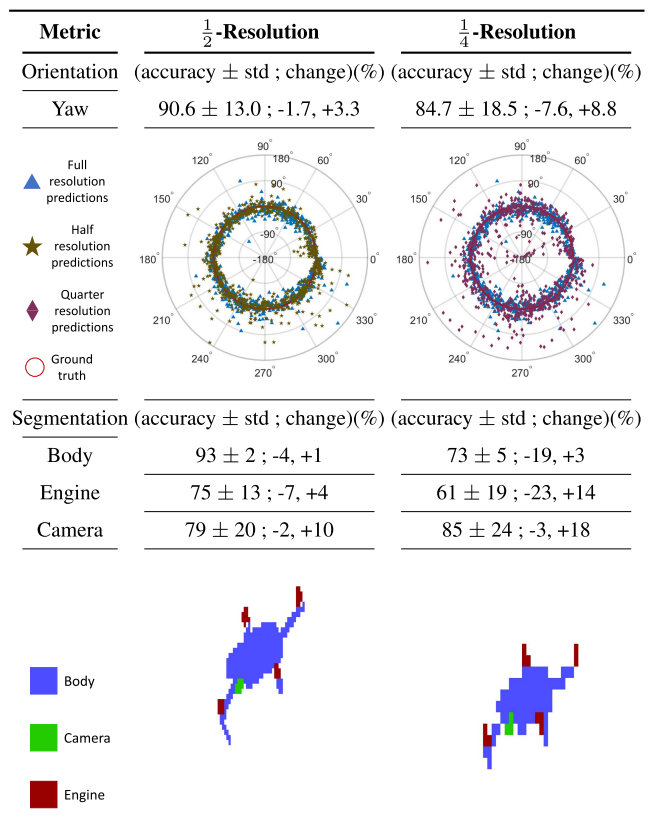 Metric ½-Resolution ¼-Resolution
Orientation (accuracy ± std ; change)(%) (accuracy ± std ; change)(%)
Yaw 90.6 ± 13.0 ; -1.7, +3.3 84.7 ± 18.5 ; -7.6, +8.8
Full
resolution
predictions
Half
resolution
predictions
Quarter
resolution
predictions
Ground
truth
90°
120° 180° 60°
90°
150° 30°
-90°
180° -180° 0°
210° 330°
240° 300°
270°
90°
120° 180° 60°
90°
150° 30°
-90°
180° -180° 0°
210° 330°
240° 300°
270°
Segmentation (accuracy ± std ; change)(%) (accuracy ± std ; change)(%)
Body 93 ± 2 ; -4, +1 73 ± 5 ; -19, +3
Engine 75 ± 13 ; -7, +4 61 ± 19 ; -23, +14
Camera 79 ± 20 ; -2, +10 85 ± 24 ; -3, +18
Body
Camera
Engine